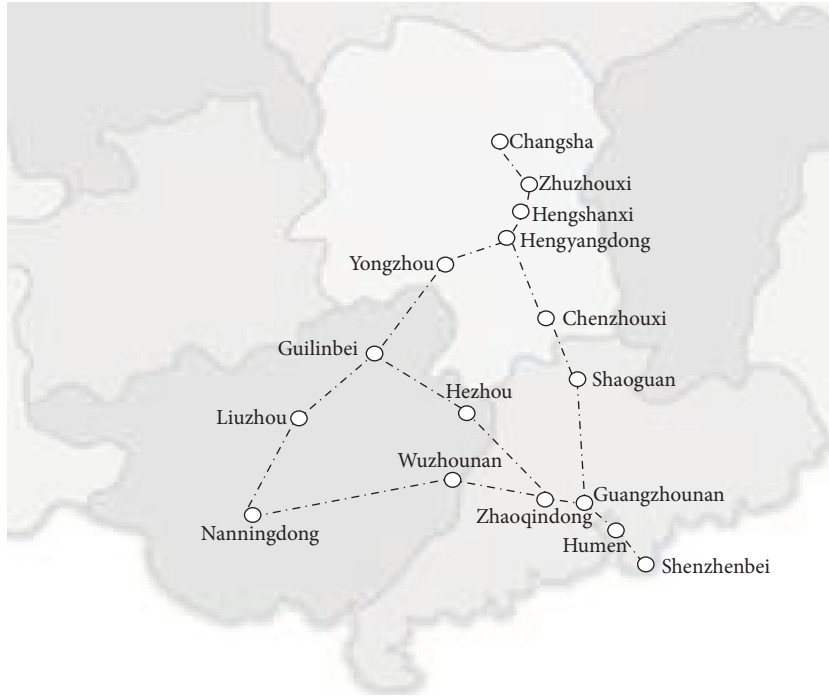 Changsha
Zhuzhouxi
Hengshanxi
Hengyangdong
Yongzhou
Chenzhouxi
Guilinbei
Shaoguan
Hezhou
Liuzhou
Wuzhounan
Guangzhounan
Zhaoqindong
Nanningdong
Humen
Shenzhenbei